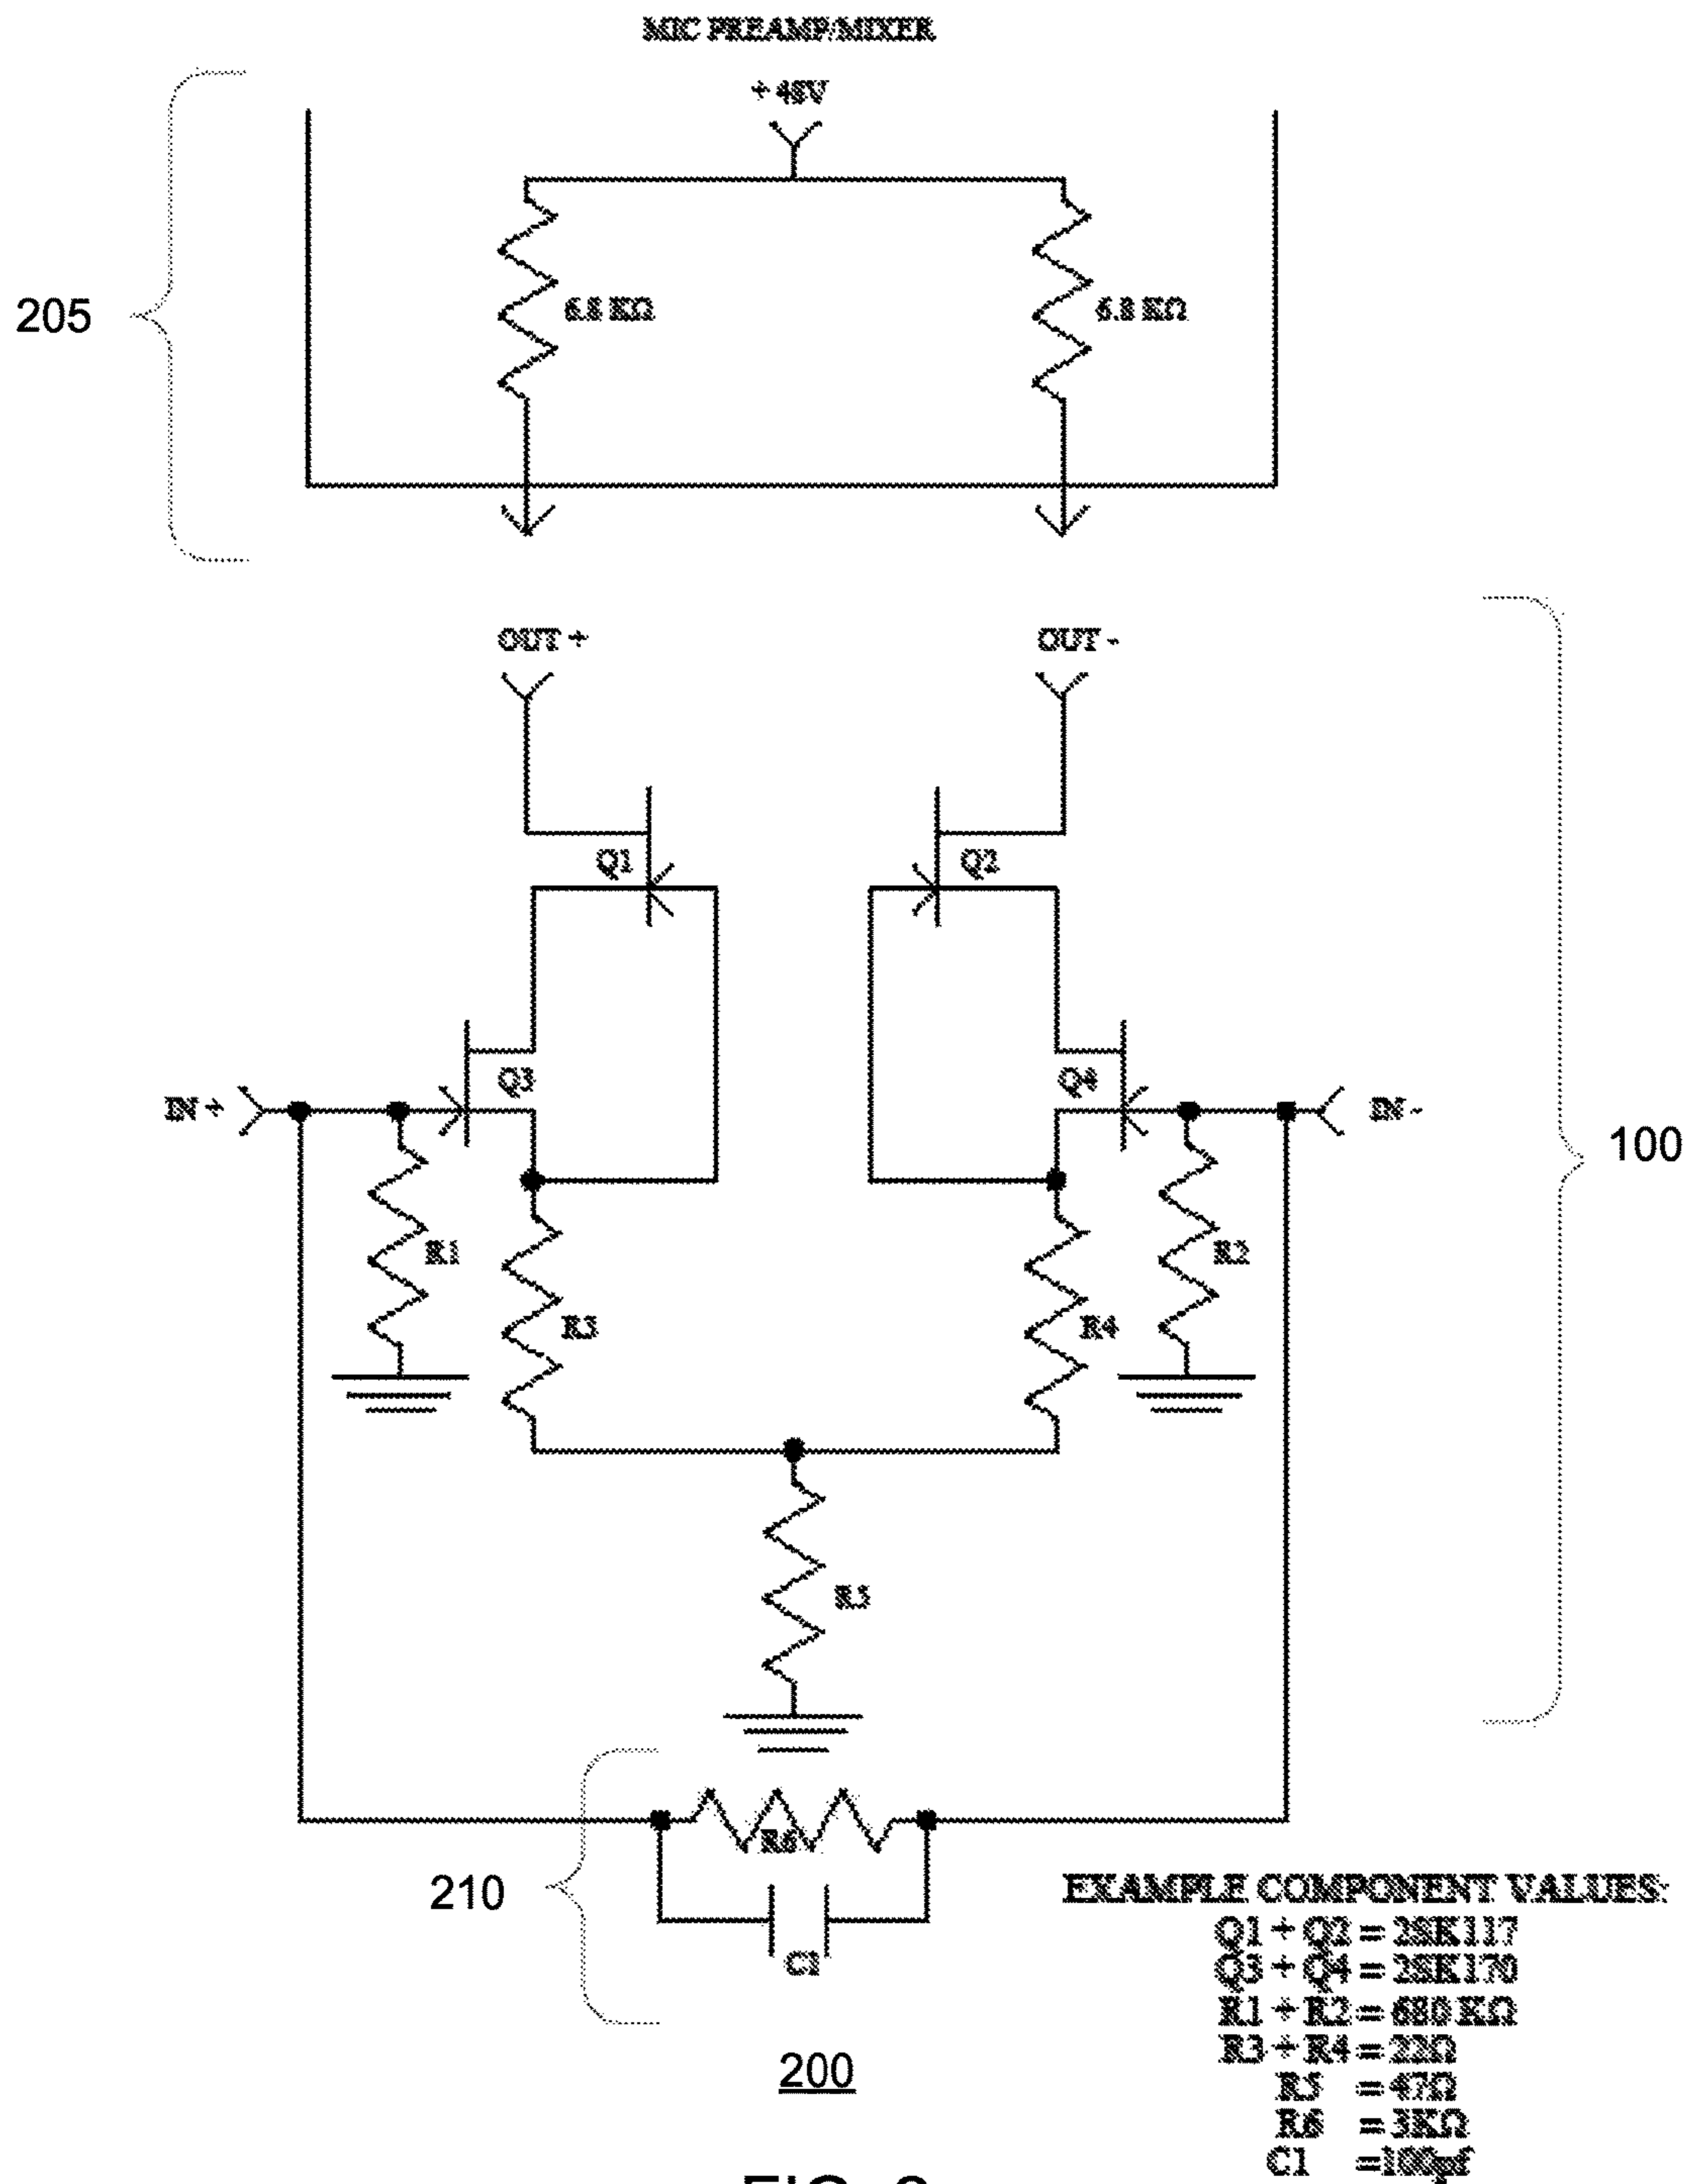 MIC PREAMP/MIXER
+ 48V
205
6.8 KΩ
6.8 KΩ
OUT +
OUT -
Q1
Q2
Q3
Q4
IN +
IN -
100
R1
R2
R3
R4
R5
R6
210
C1
EXAMPLE COMPONENT VALUES:
Q1 + Q2 = 2SK117
Q3 + Q4 = 2SK170
R1 + R2 = 680 KΩ
R3 + R4 = 22Ω
R5 = 47Ω
R6 = 3KΩ
C1 =100pf
200